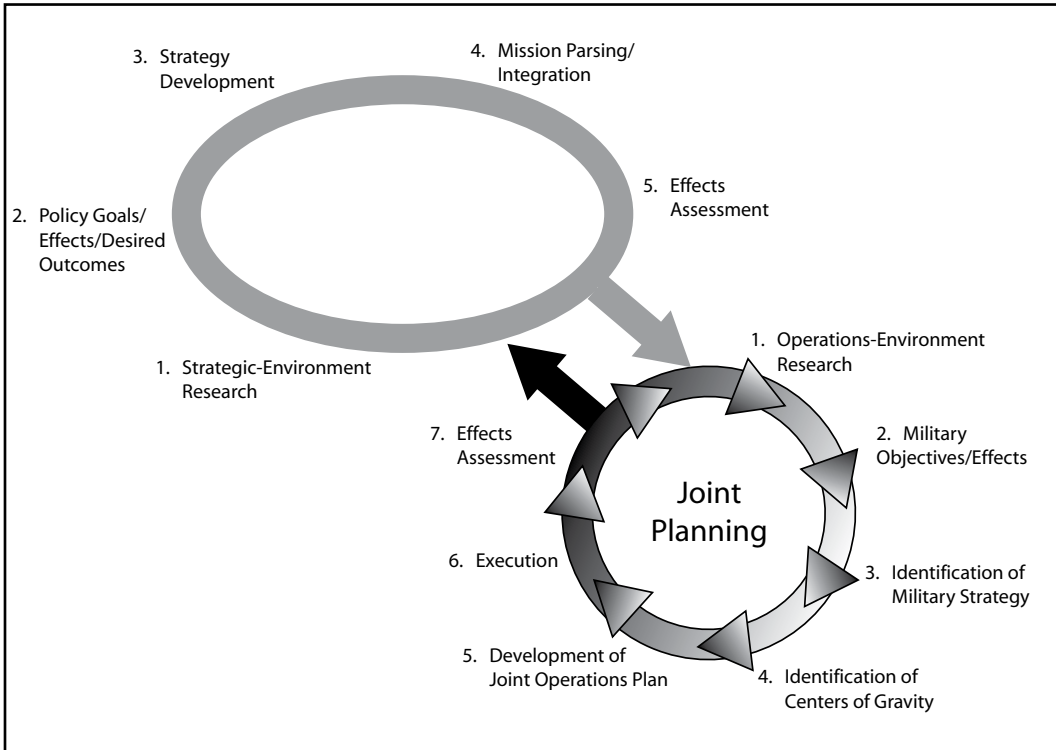 3. Strategy
Development
4. Mission Parsing/
Integration
5. Effects
Assessment
2. Policy Goals/
Effects/Desired
Outcomes
1. Strategic-Environment
Research
1. Operations-Environment
Research
2. Military
Objectives/Effects
3. Identification of
Military Strategy
4. Identification of
Centers of Gravity
5. Development of
Joint Operations Plan
6. Execution
7. Effects
Assessment
Joint
Planning